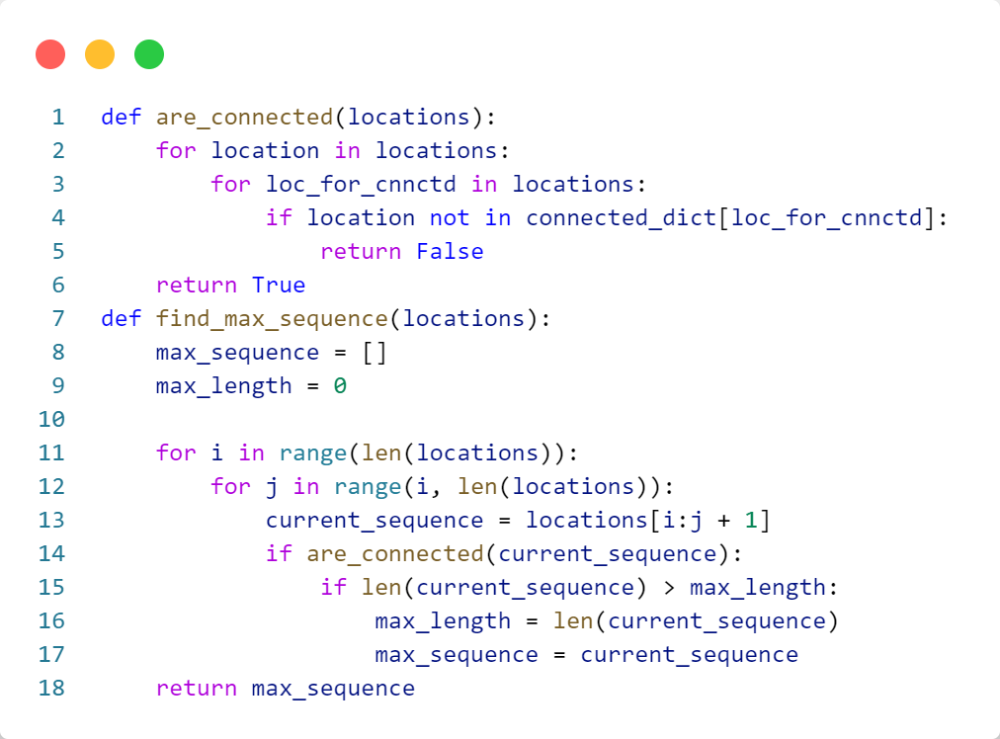 1 def are_connected(locations):
2     for location in locations:
3         for loc_for_cnnctd in locations:
4             if location not in connected_dict[loc_for_cnnctd]:
5                 return False
6     return True
7 def find_max_sequence(locations):
8     max_sequence = []
9     max_length = 0
10
11     for i in range(len(locations)):
12         for j in range(i, len(locations)):
13             current_sequence = locations[i:j + 1]
14             if are_connected(current_sequence):
15                 if len(current_sequence) > max_length:
16                     max_length = len(current_sequence)
17                     max_sequence = current_sequence
18     return max_sequence